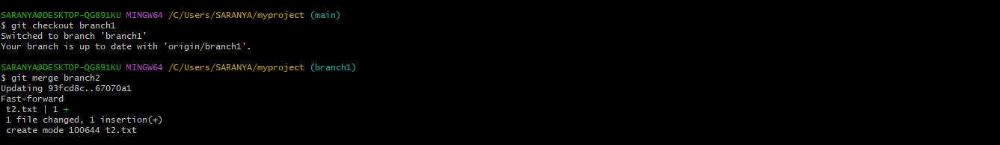 SARANYA@DESKTOP-QG891KU MINGW64 /C/Users/SARANYA/myproject (main)
$ git checkout branch1
Switched to branch 'branch1'
Your branch is up to date with 'origin/branch1'.
SARANYA@DESKTOP-QG891KU MINGW64 /C/Users/SARANYA/myproject (branch1)
$ git merge branch2
Updating 93fcd8c..67070a1
Fast-forward
 t2.txt | 1 +
 1 file changed, 1 insertion(+)
 create mode 100644 t2.txt